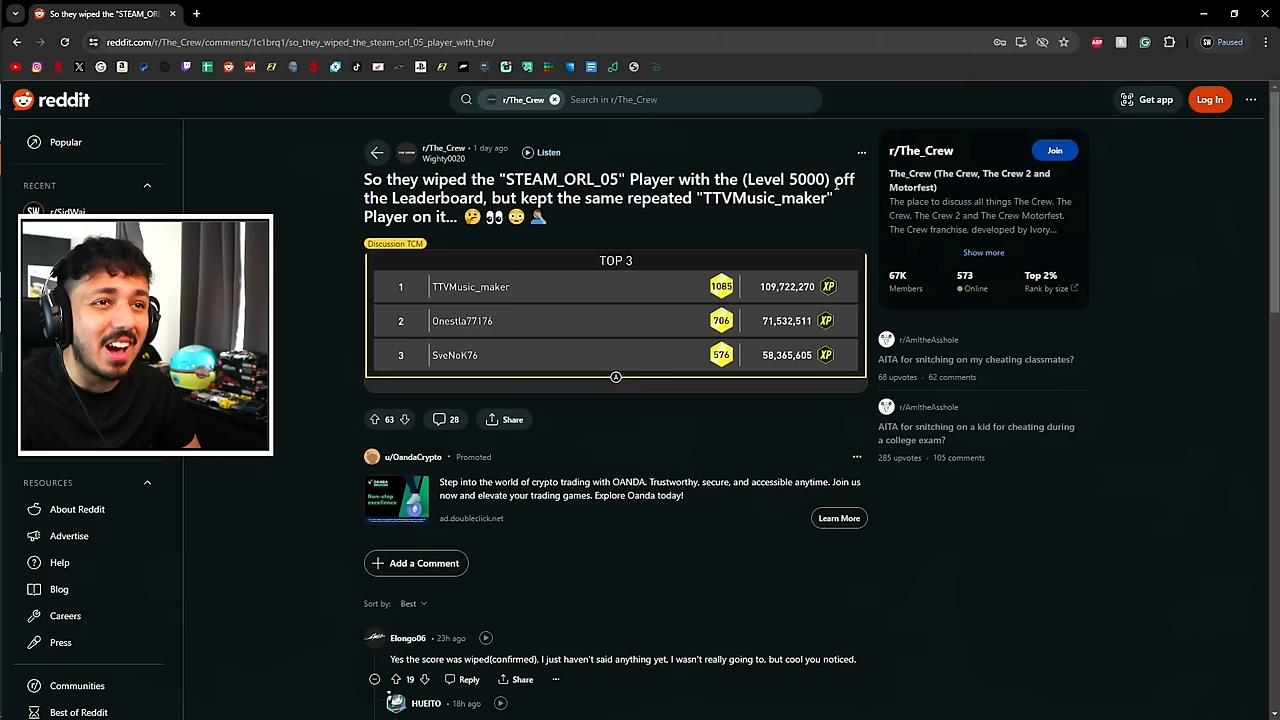 So they wiped the "STEAM_ORL
Paused
reddit.com/r/The_Crew/comments/1c1brq1/so_they_wiped_the_steam_orl_05_player_with_the/
reddit
r/The_Crew
Search in r/The_Crew
Get app
Log In
Popular
RECENT
r/SidWai
RESOURCES
About Reddit
Advertise
Help
Blog
Careers
Press
Communities
Best of Reddit
r/The_Crew • 1 day ago
Wighty0020
Listen
So they wiped the "STEAM_ORL_05" Player with the (Level 5000) off
the Leaderboard, but kept the same repeated "TTVMusic_maker"
Player on it... 🤔 👀 😳 🤦🏽‍♂️
Discussion TCM
TOP 3
1 TTVMusic_maker 1085 109,722,270 XP
2 Onestla77176 706 71,532,511 XP
3 SveNoK76 576 58,365,605 XP
63
28
Share
u/OandaCrypto • Promoted
Step into the world of crypto trading with OANDA. Trustworthy, secure, and accessible anytime. Join us
now and elevate your trading games. Explore Oanda today!
ad.doubleclick.net
Learn More
Add a Comment
Sort by: Best
Elongo06 • 23h ago
Yes the score was wiped(confirmed), I just haven't said anything yet, I wasn't really going to, but cool you noticed.
19
Reply
Share
HUEITO • 18h ago
r/The_Crew
Join
The_Crew (The Crew, The Crew 2 and
Motorfest)
The place to discuss all things The Crew. The
Crew, The Crew 2 and The Crew Motorfest.
The Crew franchise, developed by Ivory...
Show more
67K
Members
573
Online
Top 2%
Rank by size
r/AmItheAsshole
AITA for snitching on my cheating classmates?
68 upvotes · 62 comments
r/AmItheAsshole
AITA for snitching on a kid for cheating during
a college exam?
285 upvotes · 105 comments